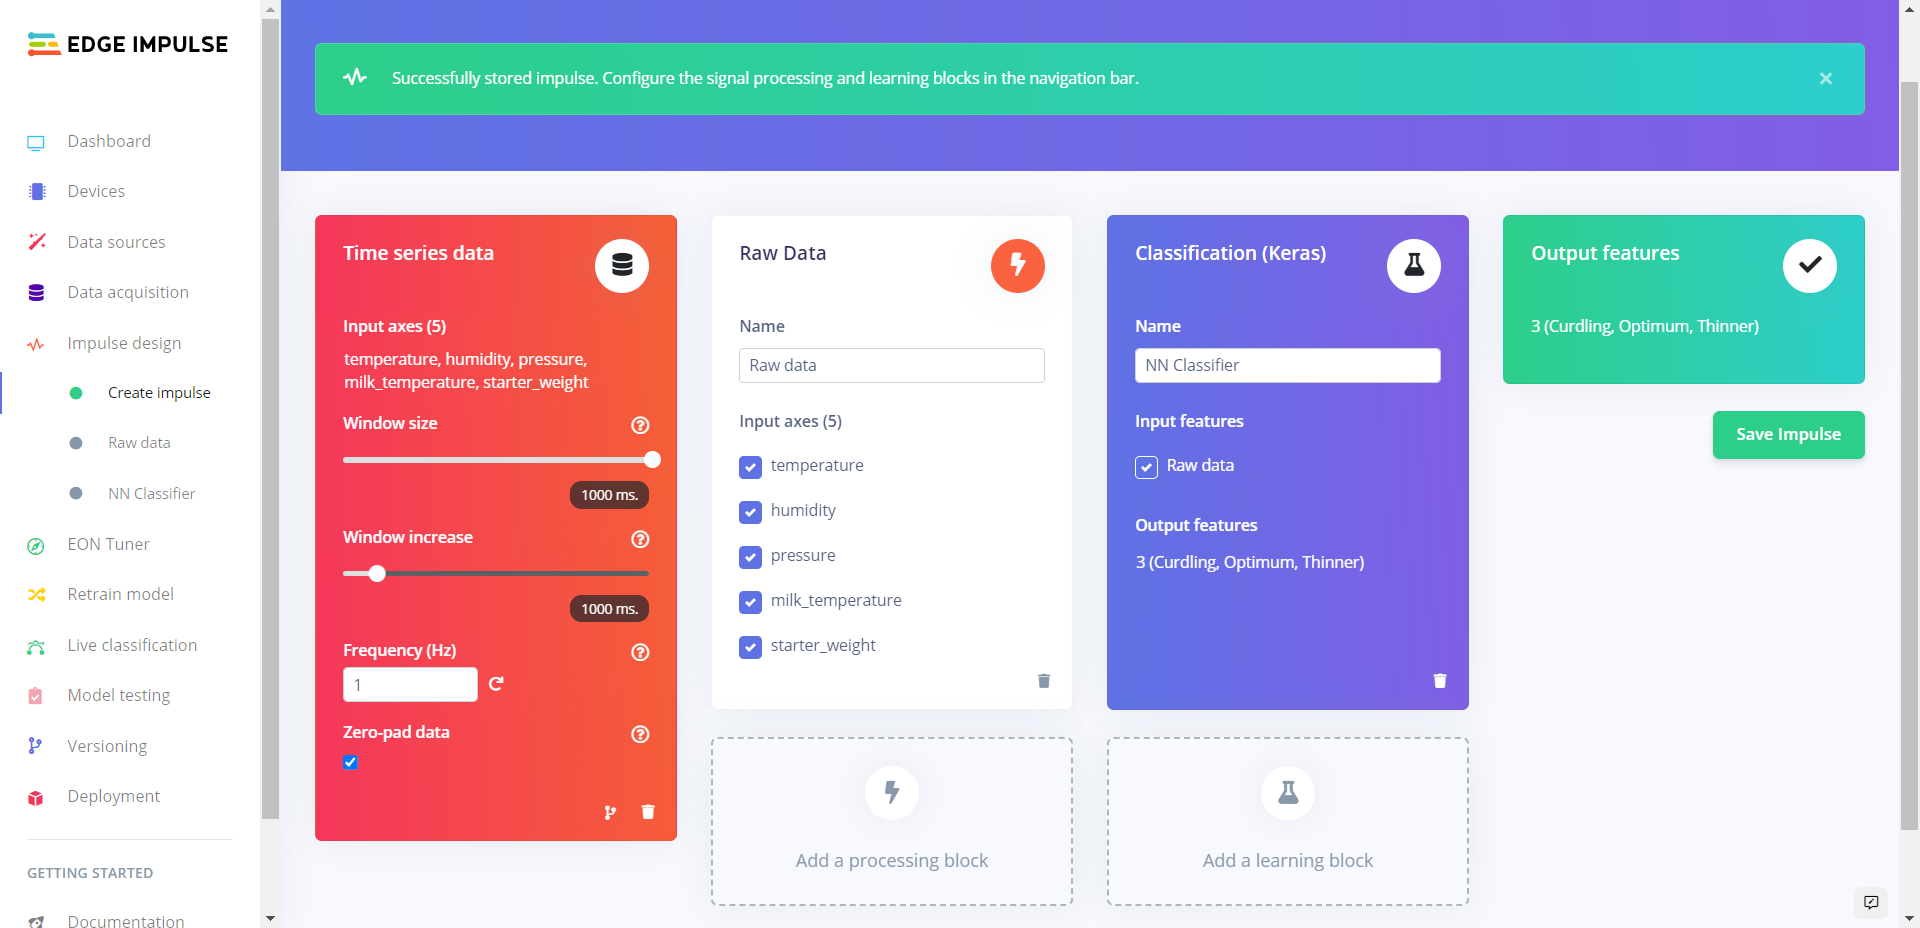 EDGE IMPULSE
Dashboard
Devices
Data sources
Data acquisition
Impulse design
Create impulse
Raw data
NN Classifier
EON Tuner
Retrain model
Live classification
Model testing
Versioning
Deployment
GETTING STARTED
Documentation
Successfully stored impulse. Configure the signal processing and learning blocks in the navigation bar.
×
Time series data
Input axes (5)
temperature, humidity, pressure,
milk_temperature, starter_weight
Window size
1000 ms.
Window increase
1000 ms.
Frequency (Hz)
1
Zero-pad data
Raw Data
Name
Raw data
Input axes (5)
temperature
humidity
pressure
milk_temperature
starter_weight
Add a processing block
Classification (Keras)
Name
NN Classifier
Input features
Raw data
Output features
3 (Curdling, Optimum, Thinner)
Add a learning block
Output features
3 (Curdling, Optimum, Thinner)
Save Impulse